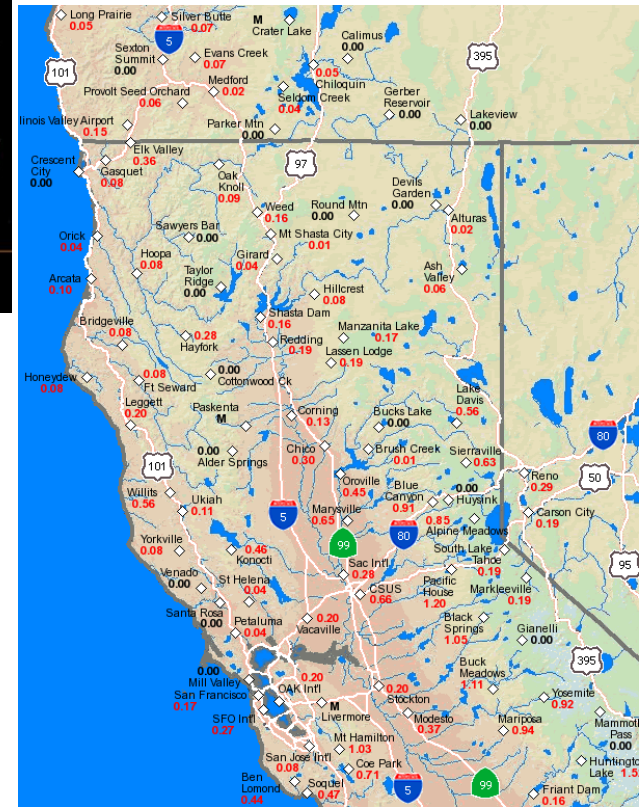 Long Prairie
0.05
Silver Butte
0.07
M
Crater Lake
Calimus
0.00
395
5
Sexton
Summit
0.00
Evans Creek
0.07
101
0.05
Chiloquin
Medford
0.02
Seldom Creek
0.04
Gerber
Reservoir
0.00
Provolt Seed Orchard
0.06
Lakeview
0.00
linois Valley Airport
0.15
Parker Mtn
0.00
Elk Valley
0.36
Crescent
City
0.00
Gasquet
0.08
97
Oak
Knoll
0.09
Devils
Garden
0.00
Weed
0.16
Round Mtn
0.00
Alturas
0.02
Sawyers Bar
0.00
Mt Shasta City
0.01
Orick
0.04
Hoopa
0.08
Girard
0.04
Taylor
Ridge
0.00
Ash
Valley
0.06
Arcata
0.10
Hillcrest
0.08
Shasta Dam
0.16
Bridgeville
0.08
0.28
Hayfork
Manzanita Lake
0.17
Redding
0.19
Lassen Lodge
0.19
Honeydew
0.08
0.08
Ft Seward
0.00
Cottonwood Ck
Leggett
0.20
Lake
Davis
0.56
Paskenta
M
Corning
0.13
Bucks Lake
0.00
80
0.00
Alder Springs
Chico
0.30
Brush Creek
0.01
Sierraville
0.63
101
Oroville
0.45
Blue
Canyon
0.91
0.00
Huysink
Reno
0.29
50
Willits
0.56
Ukiah
0.11
5
Marysville
0.65
0.85
Alpine Meadows
Carson City
0.19
99
80
Yorkville
0.08
0.46
Konocti
South Lake
Tahoe
0.19
95
Sac Int'l
0.28
Venado
0.00
St Helena
0.04
CSUS
0.66
Pacific
House
1.20
Markleeville
0.19
Santa Rosa
0.00
Petaluma
0.04
0.20
Vacaville
Black
Springs
1.05
Gianelli
0.00
395
0.00
Mill Valley
San Francisco
0.17
0.20
OAK Int'l
0.20
Stockton
Buck
Meadows
1.11
Yosemite
0.92
M
Livermore
SFO Int'l
0.27
Modesto
0.37
Mariposa
0.94
Mammoth
Pass
0.00
Mt Hamilton
1.03
San Jose Int'l
0.08
Coe Park
0.71
Huntington
Lake 1.5
Ben
Lomond
0.44
Soquel
0.47
5
99
Friant Dam
0.16